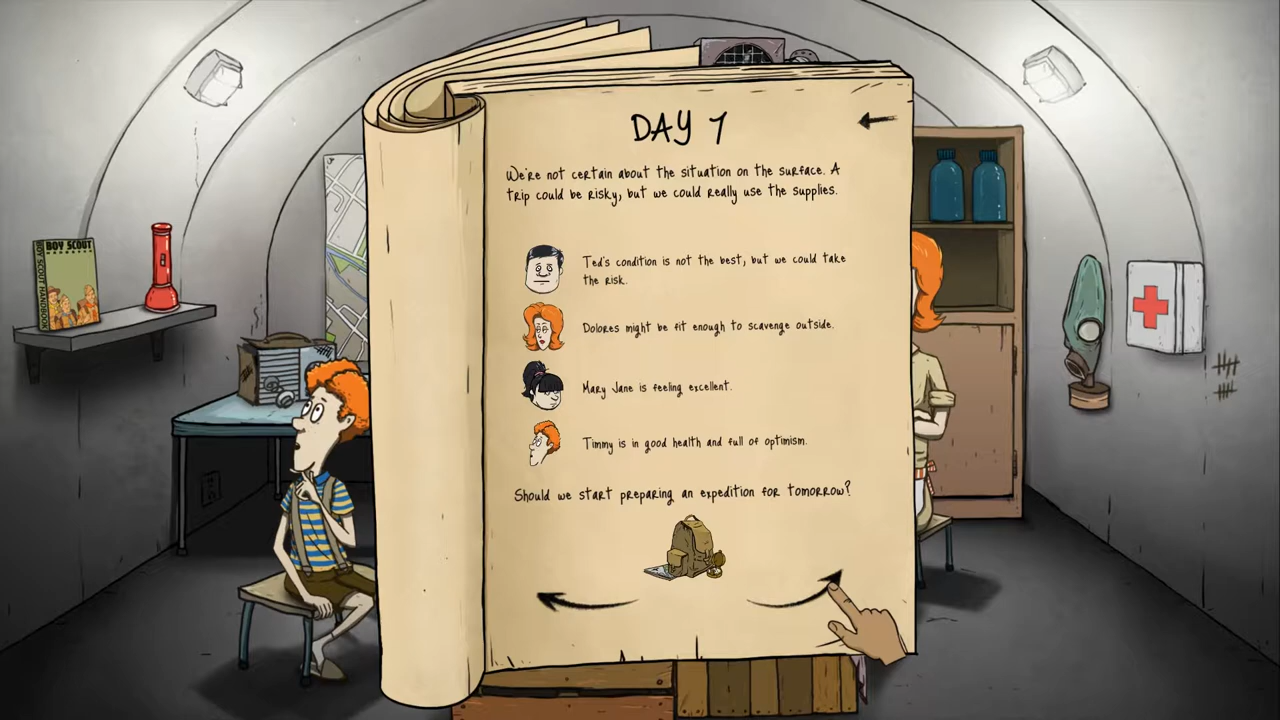 DAY 7
We're not certain about the situation on the surface. A
trip could be risky, but we could really use the supplies.
Ted's condition is not the best, but we could take
the risk.
Dolores might be fit enough to scavenge outside.
Mary Jane is feeling excellent.
Timmy is in good health and full of optimism.
Should we start preparing an expedition for tomorrow?
BOY SCOUT
BOY SCOUT HANDBOOK